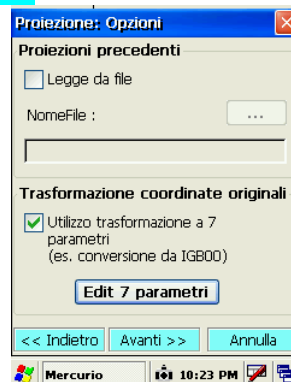 Proiezione: Opzioni
Proiezioni precedenti
Legge da file
NomeFile :
...
Trasformazione coordinate originali
Utilizzo trasformazione a 7
parametri
(es. conversione da IGB00)
Edit 7 parametri
<< Indietro Avanti >> Annulla
Mercurio 10:23 PM